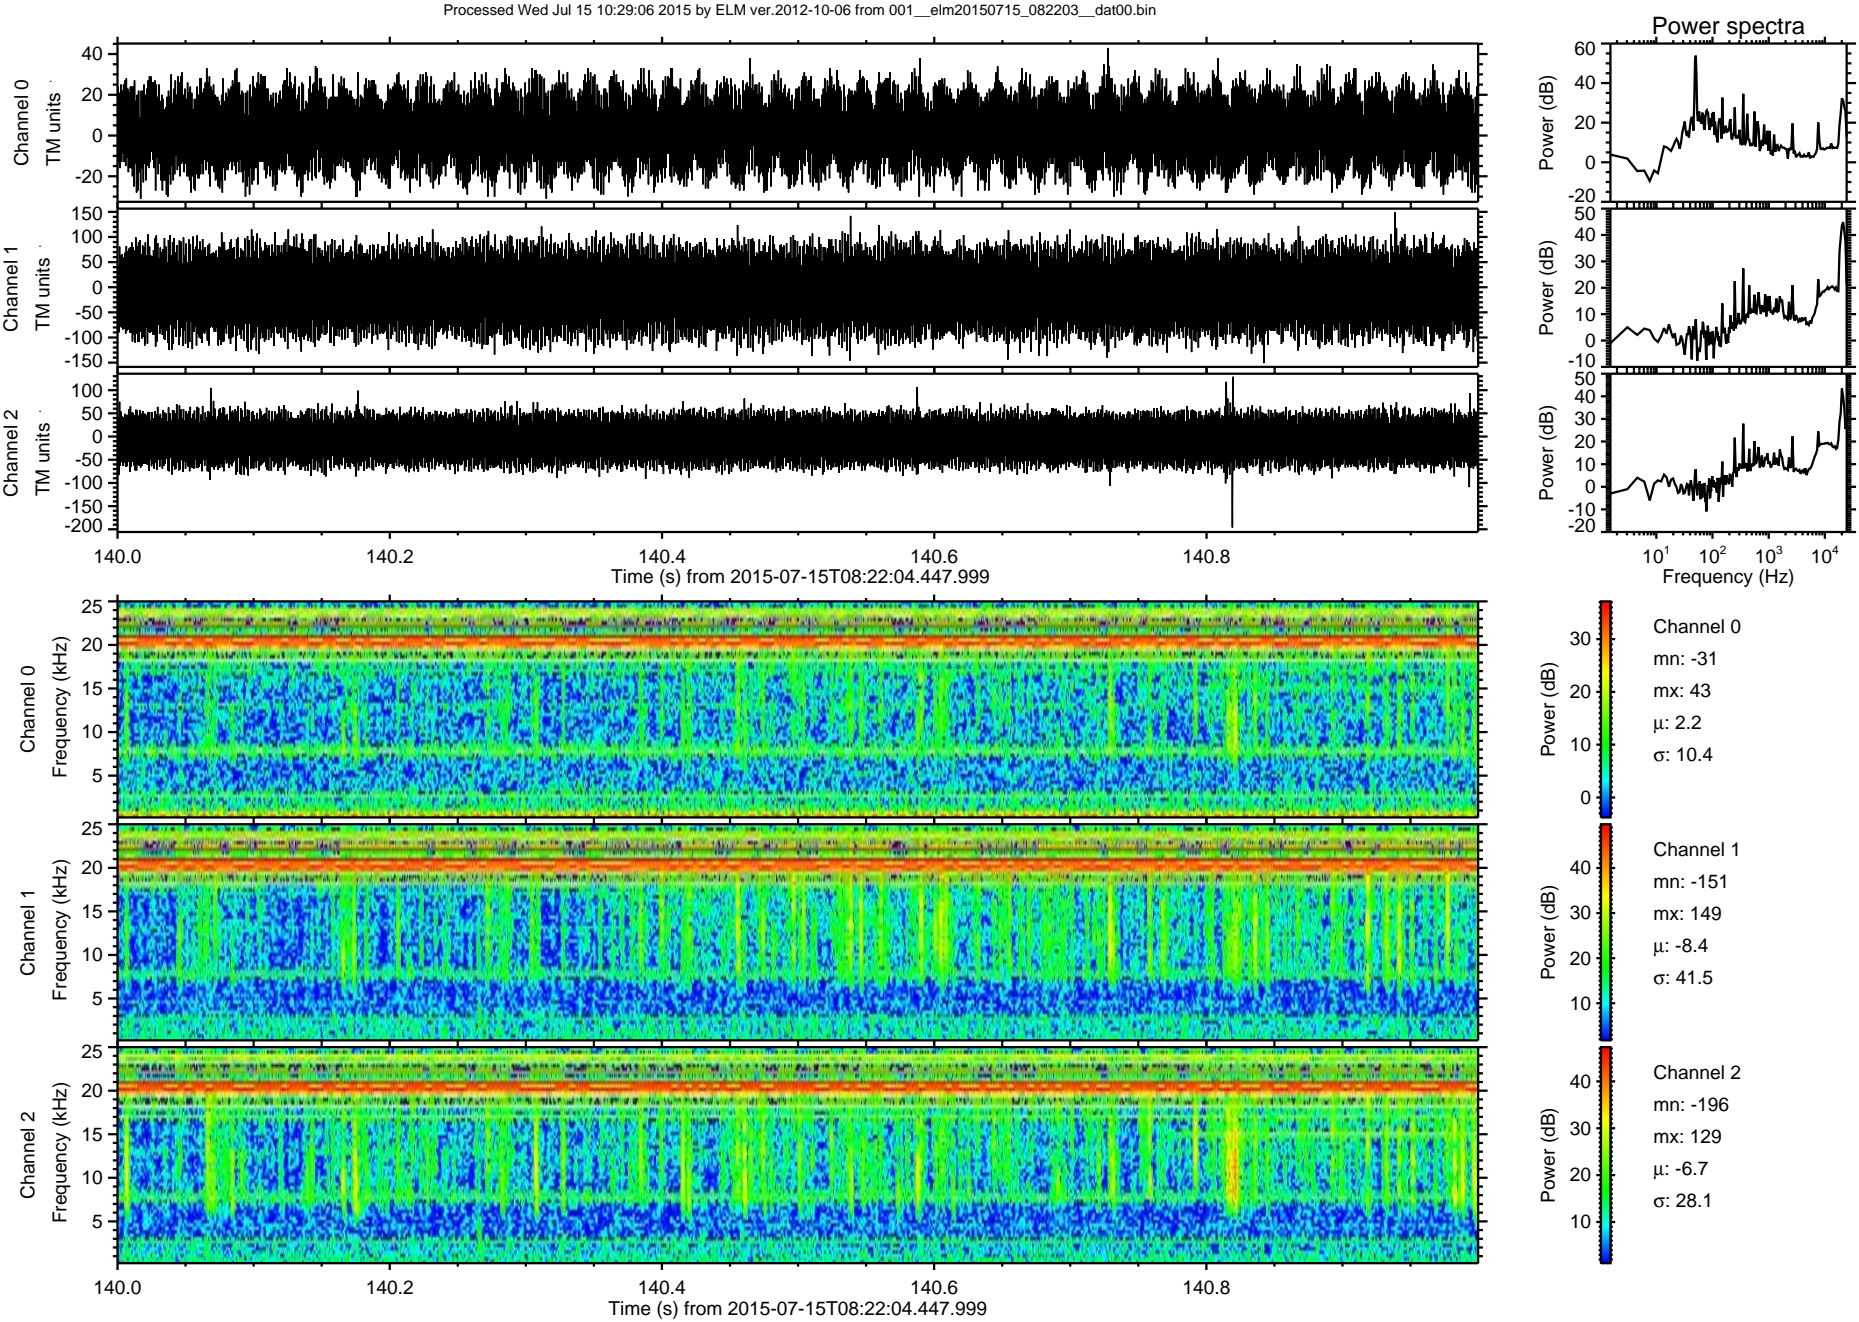 Processed Wed Jul 15 10:29:06 2015 by ELM ver.2012-10-06 from 001__elm20150715_082203__dat00.bin
Power spectra
Channel 0
TM units
40
20
0
-20
Power (dB)
60
40
20
0
-20
Channel 1
TM units
150
100
50
0
-50
-100
-150
Power (dB)
50
40
30
20
10
0
-10
Channel 2
TM units
100
50
0
-50
-100
-150
-200
Power (dB)
50
40
30
20
10
0
-10
-20
140.0 140.2 140.4 140.6 140.8
Time (s) from 2015-07-15T08:22:04.447.999
10¹ 10² 10³ 10⁴
Frequency (Hz)
Channel 0
Frequency (kHz)
25
20
15
10
5
Power (dB)
30
20
10
0
Channel 0
mn: -31
mx: 43
μ: 2.2
σ: 10.4
Channel 1
Frequency (kHz)
25
20
15
10
5
Power (dB)
40
30
20
10
Channel 1
mn: -151
mx: 149
μ: -8.4
σ: 41.5
Channel 2
Frequency (kHz)
25
20
15
10
5
Power (dB)
40
30
20
10
Channel 2
mn: -196
mx: 129
μ: -6.7
σ: 28.1
140.0 140.2 140.4 140.6 140.8
Time (s) from 2015-07-15T08:22:04.447.999